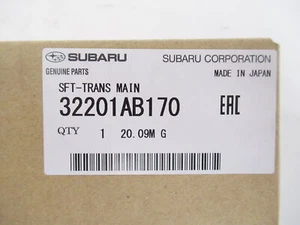 SUBARU SUBARU CORPORATION
GENUINE PARTS MADE IN JAPAN
SFT-TRANS MAIN
32201AB170 EAC
QTY 1 20.09M G